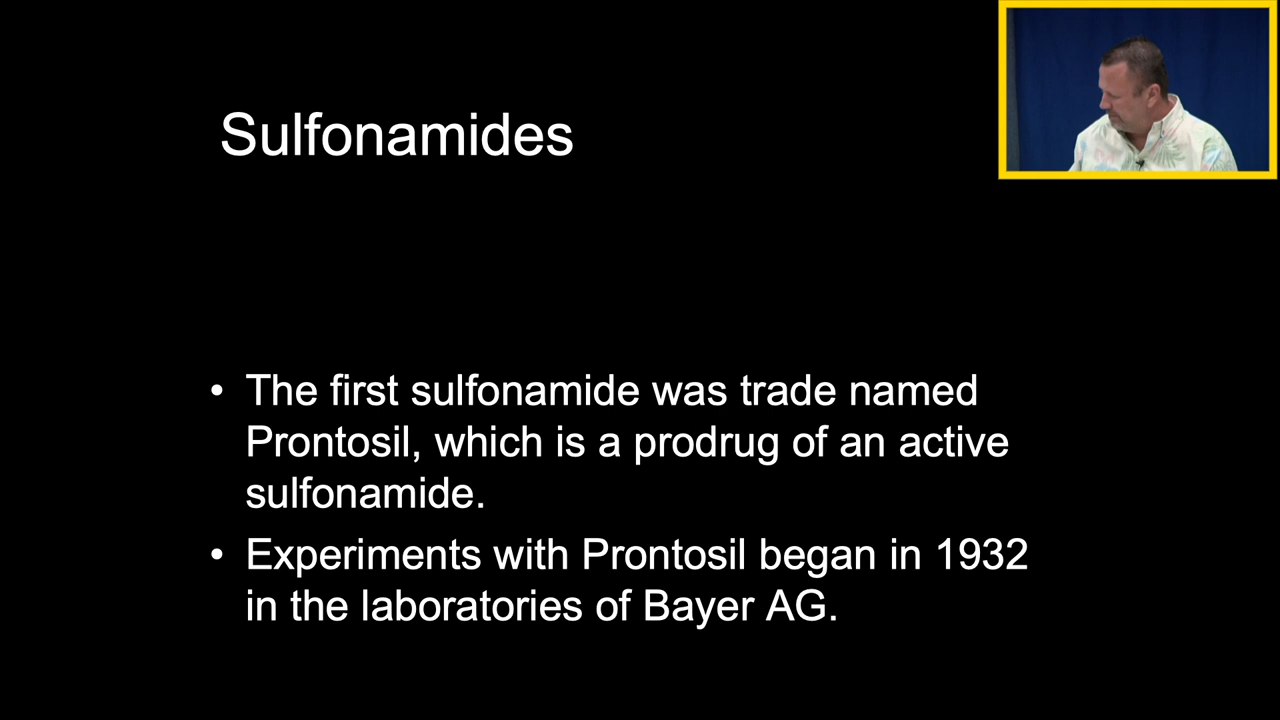 Sulfonamides
• The first sulfonamide was trade named
Prontosil, which is a prodrug of an active
sulfonamide.
• Experiments with Prontosil began in 1932
in the laboratories of Bayer AG.